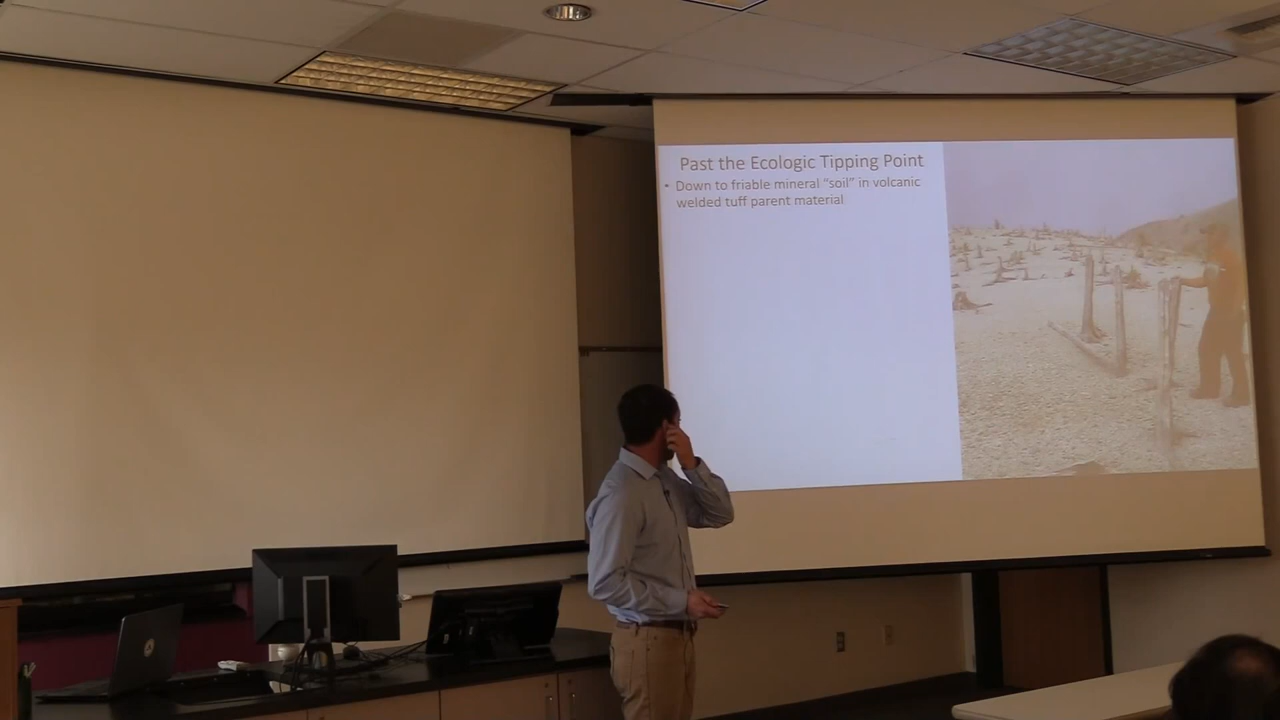 Past the Ecologic Tipping Point
• Down to friable mineral “soil” in volcanic
welded tuff parent material